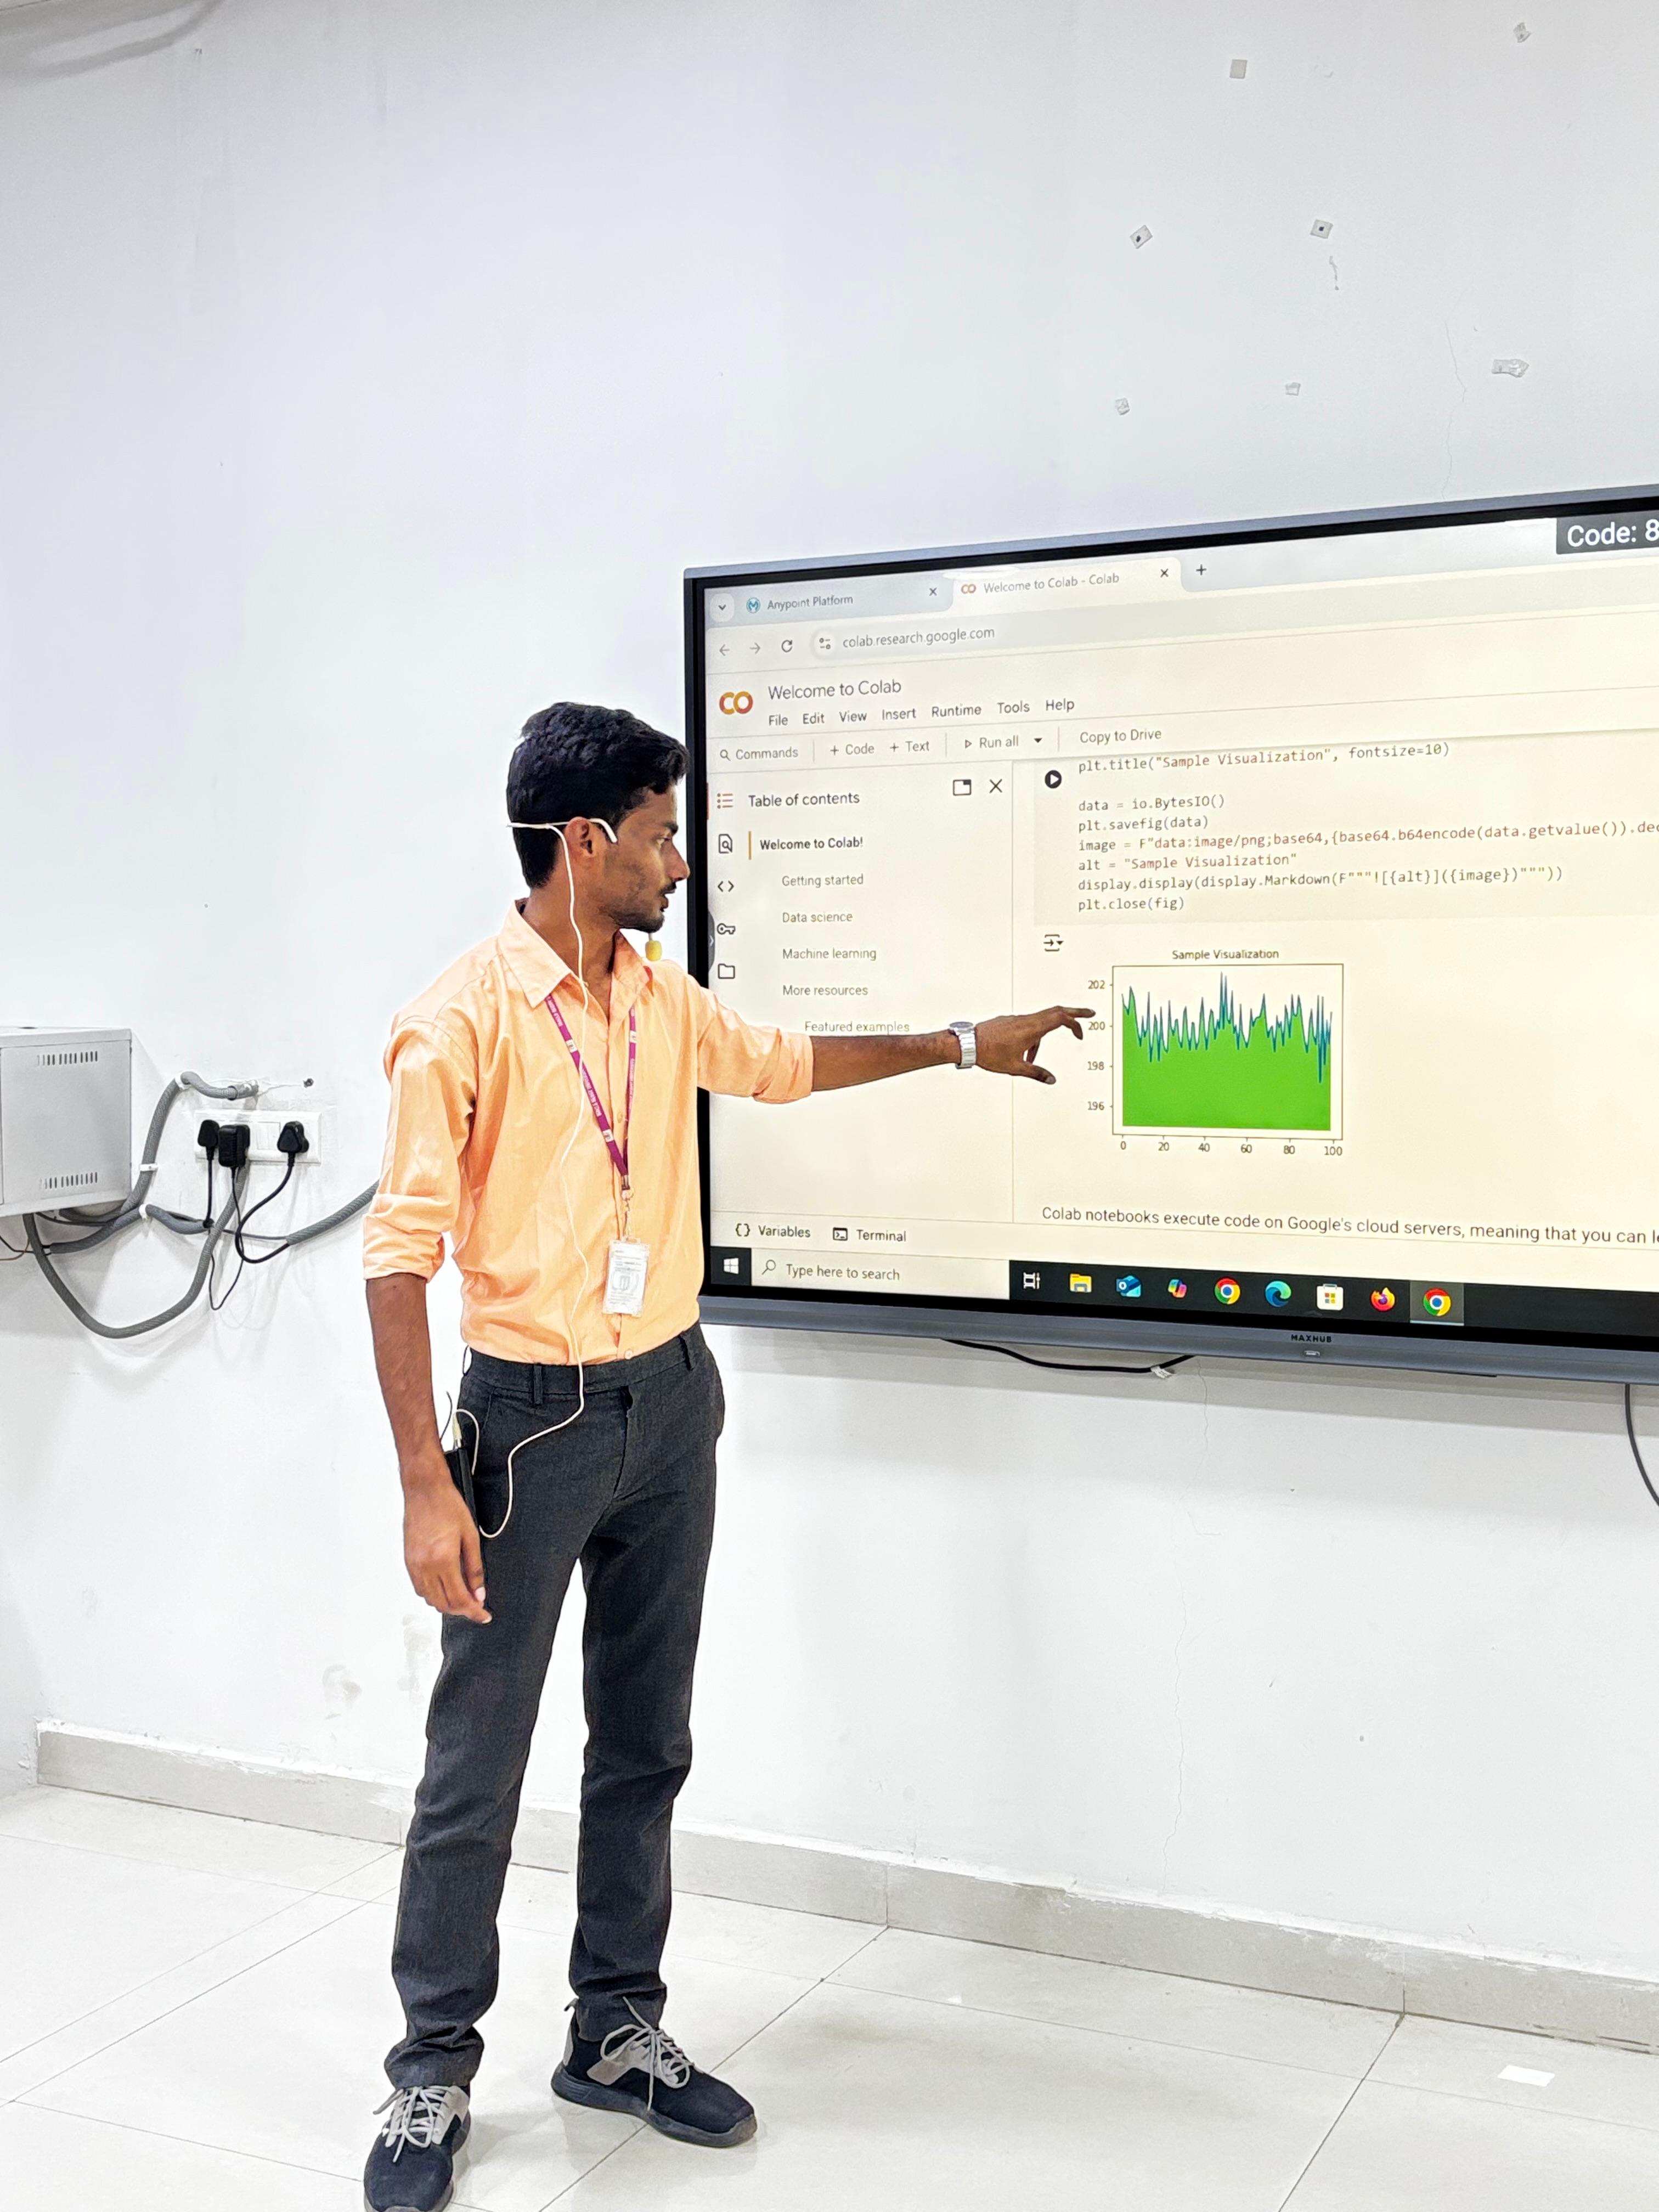 Code: 8
Anypoint Platform
Welcome to Colab - Colab
colab.research.google.com
CO Welcome to Colab
File Edit View Insert Runtime Tools Help
Commands + Code + Text Run all Copy to Drive
Table of contents
Welcome to Colab!
Getting started
Data science
Machine learning
More resources
Featured examples
plt.title("Sample Visualization", fontsize=10)
data = io.BytesIO()
plt.savefig(data)
image = F"data:image/png;base64,{base64.b64encode(data.getvalue()).dec
alt = "Sample Visualization"
display.display(display.Markdown(F"""![{alt}]({image})"""))
plt.close(fig)
Sample Visualization
202
200
198
196
0 20 40 60 80 100
Colab notebooks execute code on Google's cloud servers, meaning that you can le
Variables Terminal
Type here to search
MAXHUB